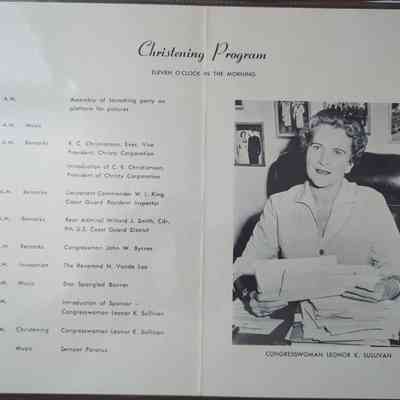 Christening Program
ELEVEN O'CLOCK IN THE MORNING
A.M. Assembly of launching party on
platform for pictures
A.M. Music
A.M. Remarks E. C. Christianson, Exec. Vice
President, Christy Corporation
Introduction of C. R. Christianson,
President of Christy Corporation
A.M. Remarks Lieutenant Commander W. L. King
Coast Guard Resident Inspector
A.M. Remarks Rear Admiral Willard J. Smith, Cdr.
9th U.S. Coast Guard District
M. Remarks Congressman John W. Byrnes
M. Invocation The Reverend N. Vande Loo
M. Music Star Spangled Banner
M. Introduction of Sponsor –
Congresswoman Leonor K. Sullivan
M. Christening Congresswoman Leonor K. Sullivan
Music Semper Paratus
CONGRESSWOMAN LEONOR K. SULLIVAN